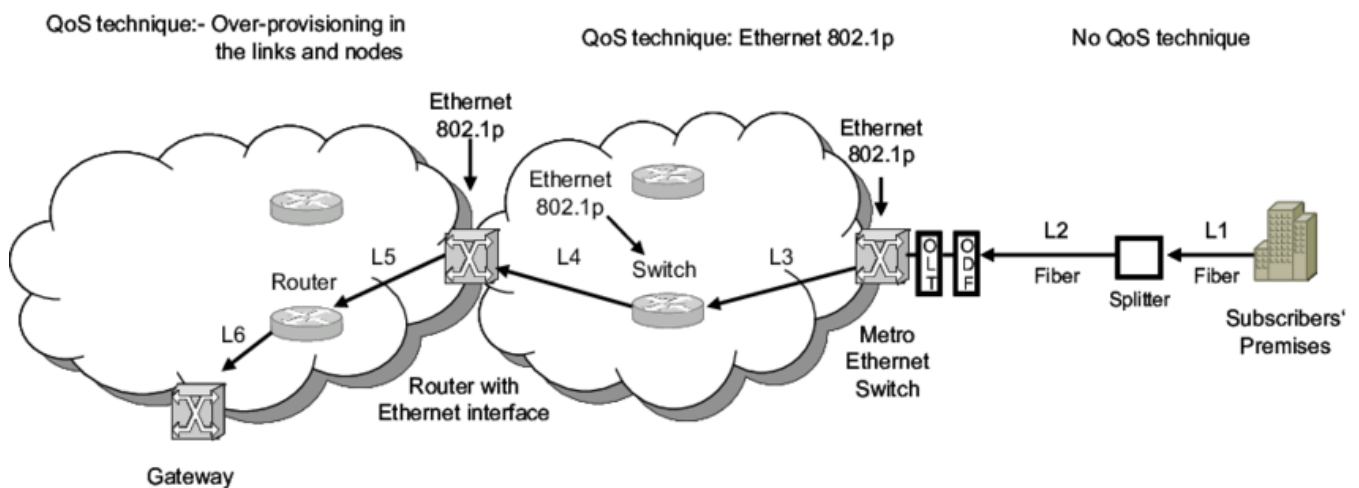 QoS technique:- Over-provisioning in
the links and nodes
QoS technique: Ethernet 802.1p
No QoS technique
Ethernet
802.1p
Ethernet
802.1p
Ethernet
802.1p
L5
L4
Switch
L3
OLT
ODF
L2
Fiber
Splitter
L1
Fiber
Subscribers‘
Premises
Router
L6
Router with
Ethernet interface
Metro
Ethernet
Switch
Gateway